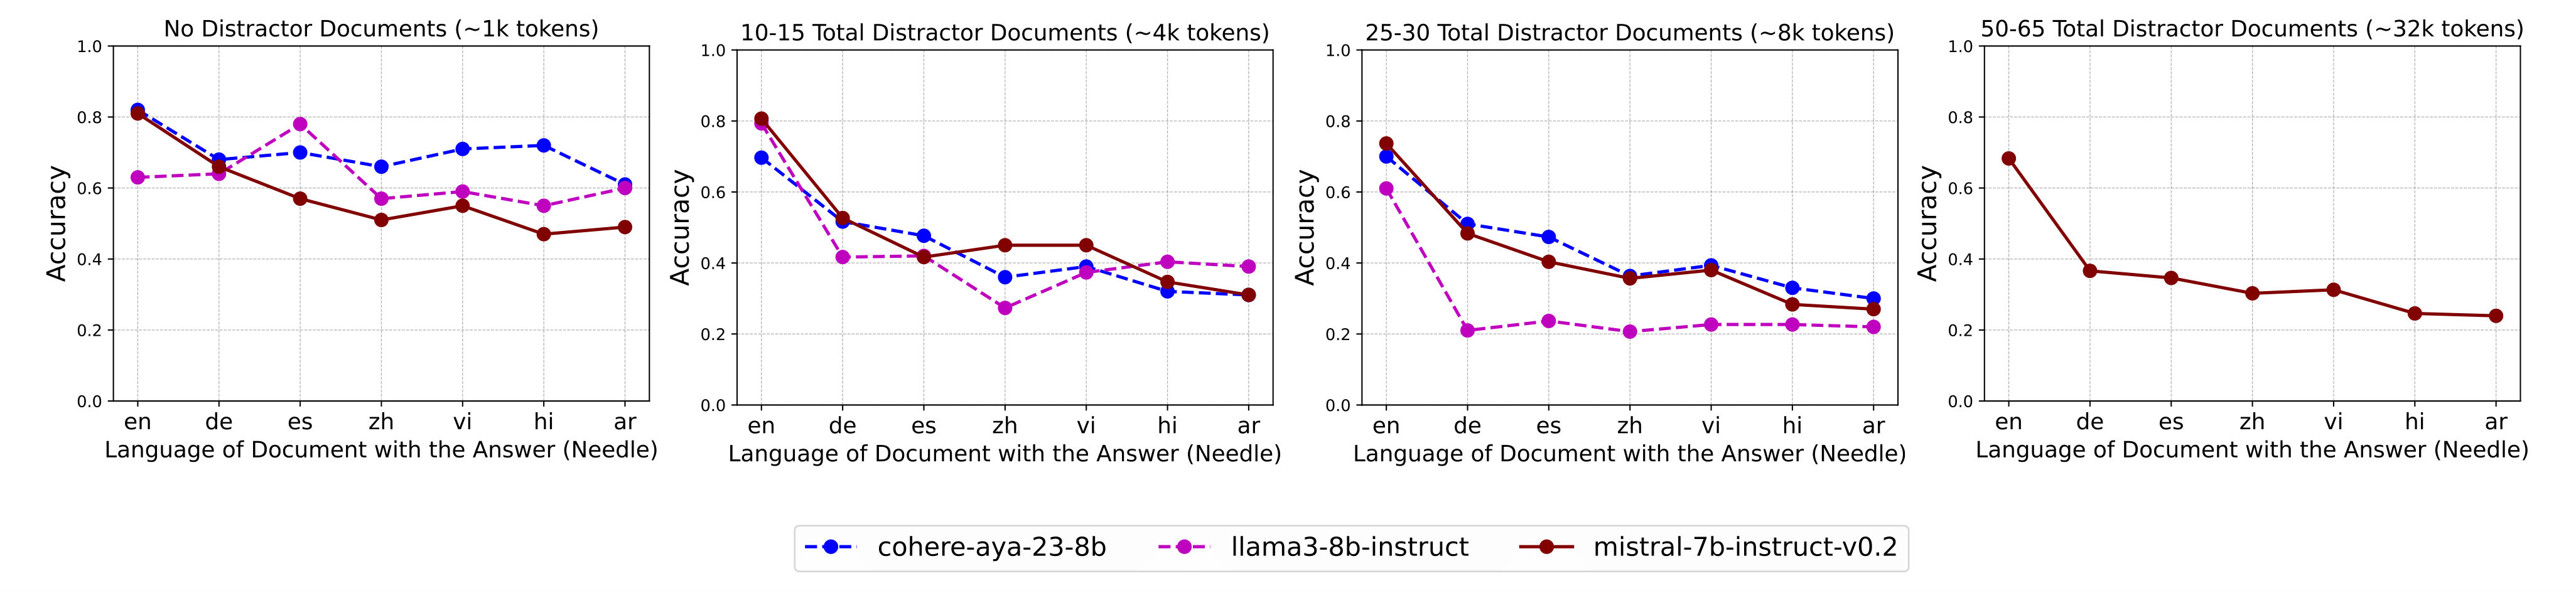 No Distractor Documents (~1k tokens)
1.0
0.8
0.6
0.4
0.2
0.0
Accuracy
en de es zh vi hi ar
Language of Document with the Answer (Needle)
10-15 Total Distractor Documents (~4k tokens)
1.0
0.8
0.6
0.4
0.2
0.0
Accuracy
en de es zh vi hi ar
Language of Document with the Answer (Needle)
25-30 Total Distractor Documents (~8k tokens)
1.0
0.8
0.6
0.4
0.2
0.0
Accuracy
en de es zh vi hi ar
Language of Document with the Answer (Needle)
50-65 Total Distractor Documents (~32k tokens)
1.0
0.8
0.6
0.4
0.2
0.0
Accuracy
en de es zh vi hi ar
Language of Document with the Answer (Needle)
cohere-aya-23-8b llama3-8b-instruct mistral-7b-instruct-v0.2